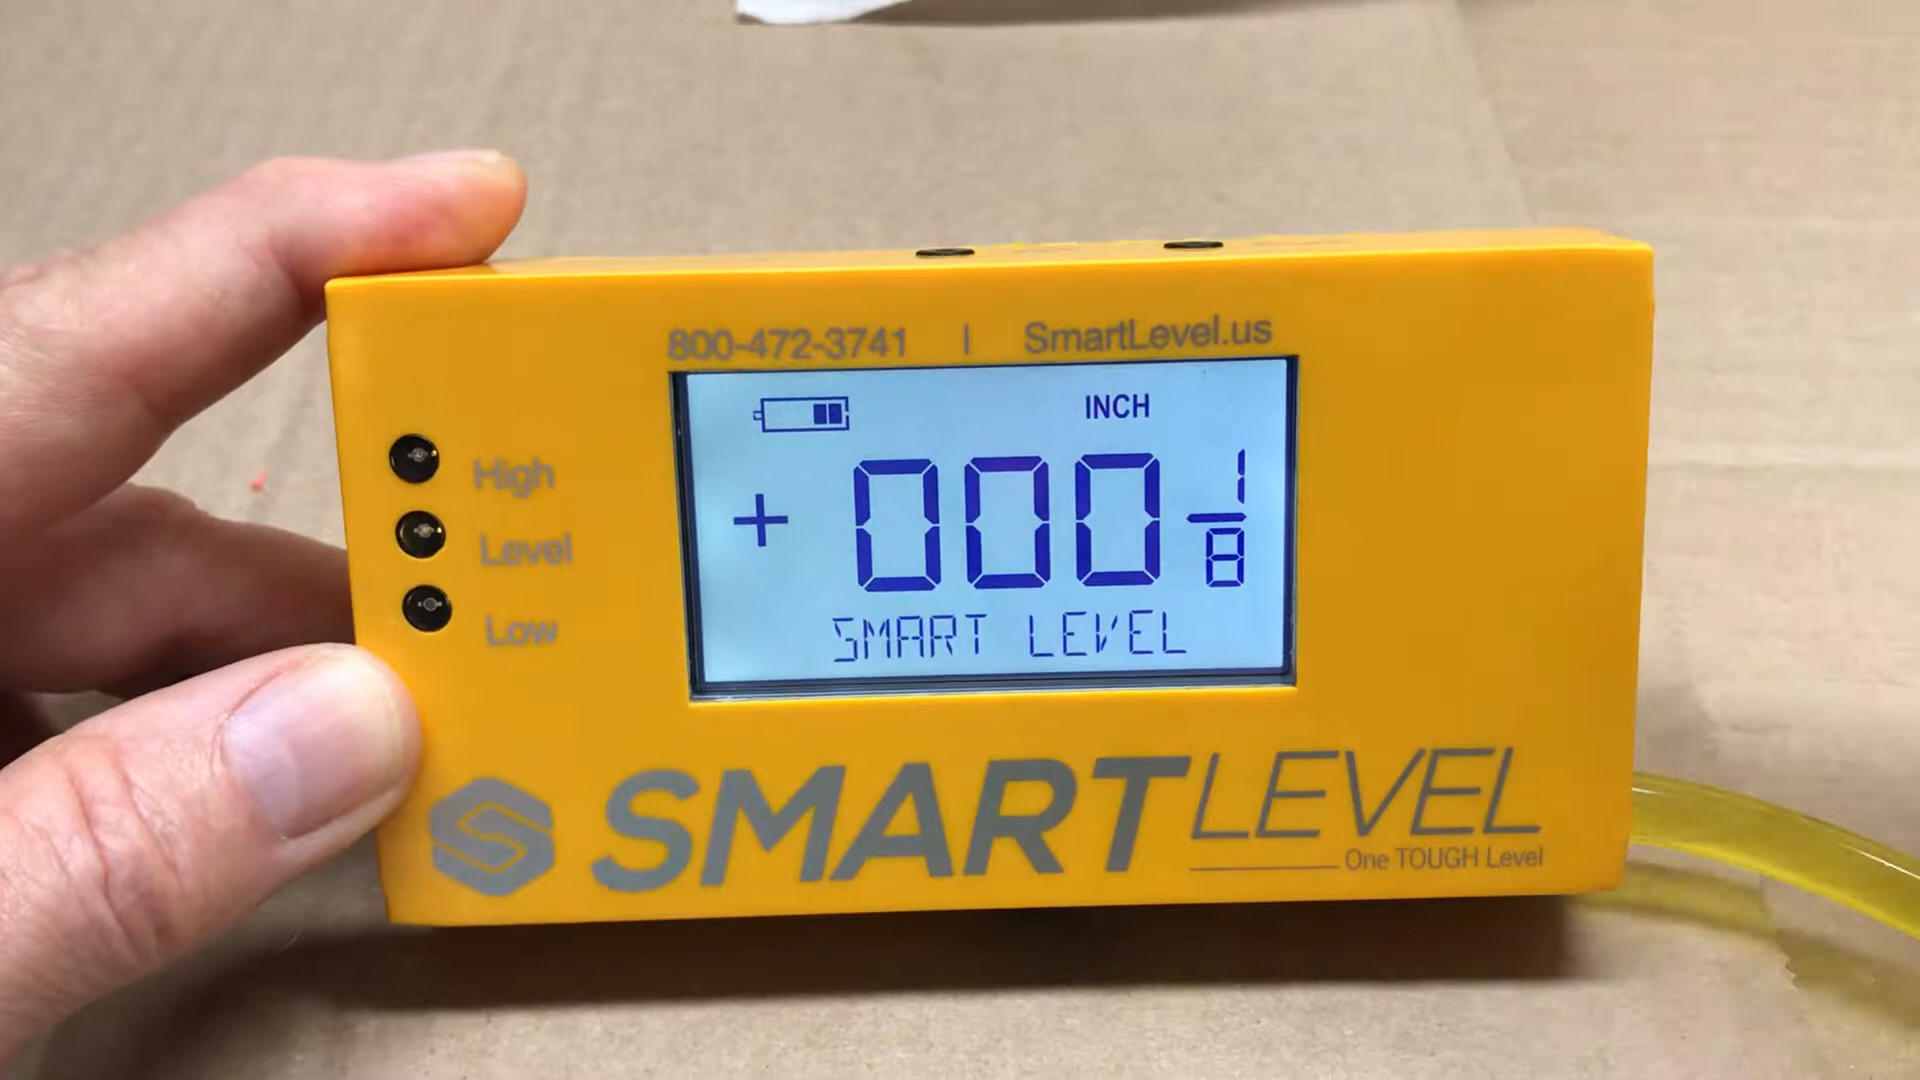 800-472-3741 | SmartLevel.us
INCH
+ 000 1/8
SMART LEVEL
High
Level
Low
SMARTLEVEL
One TOUGH Level